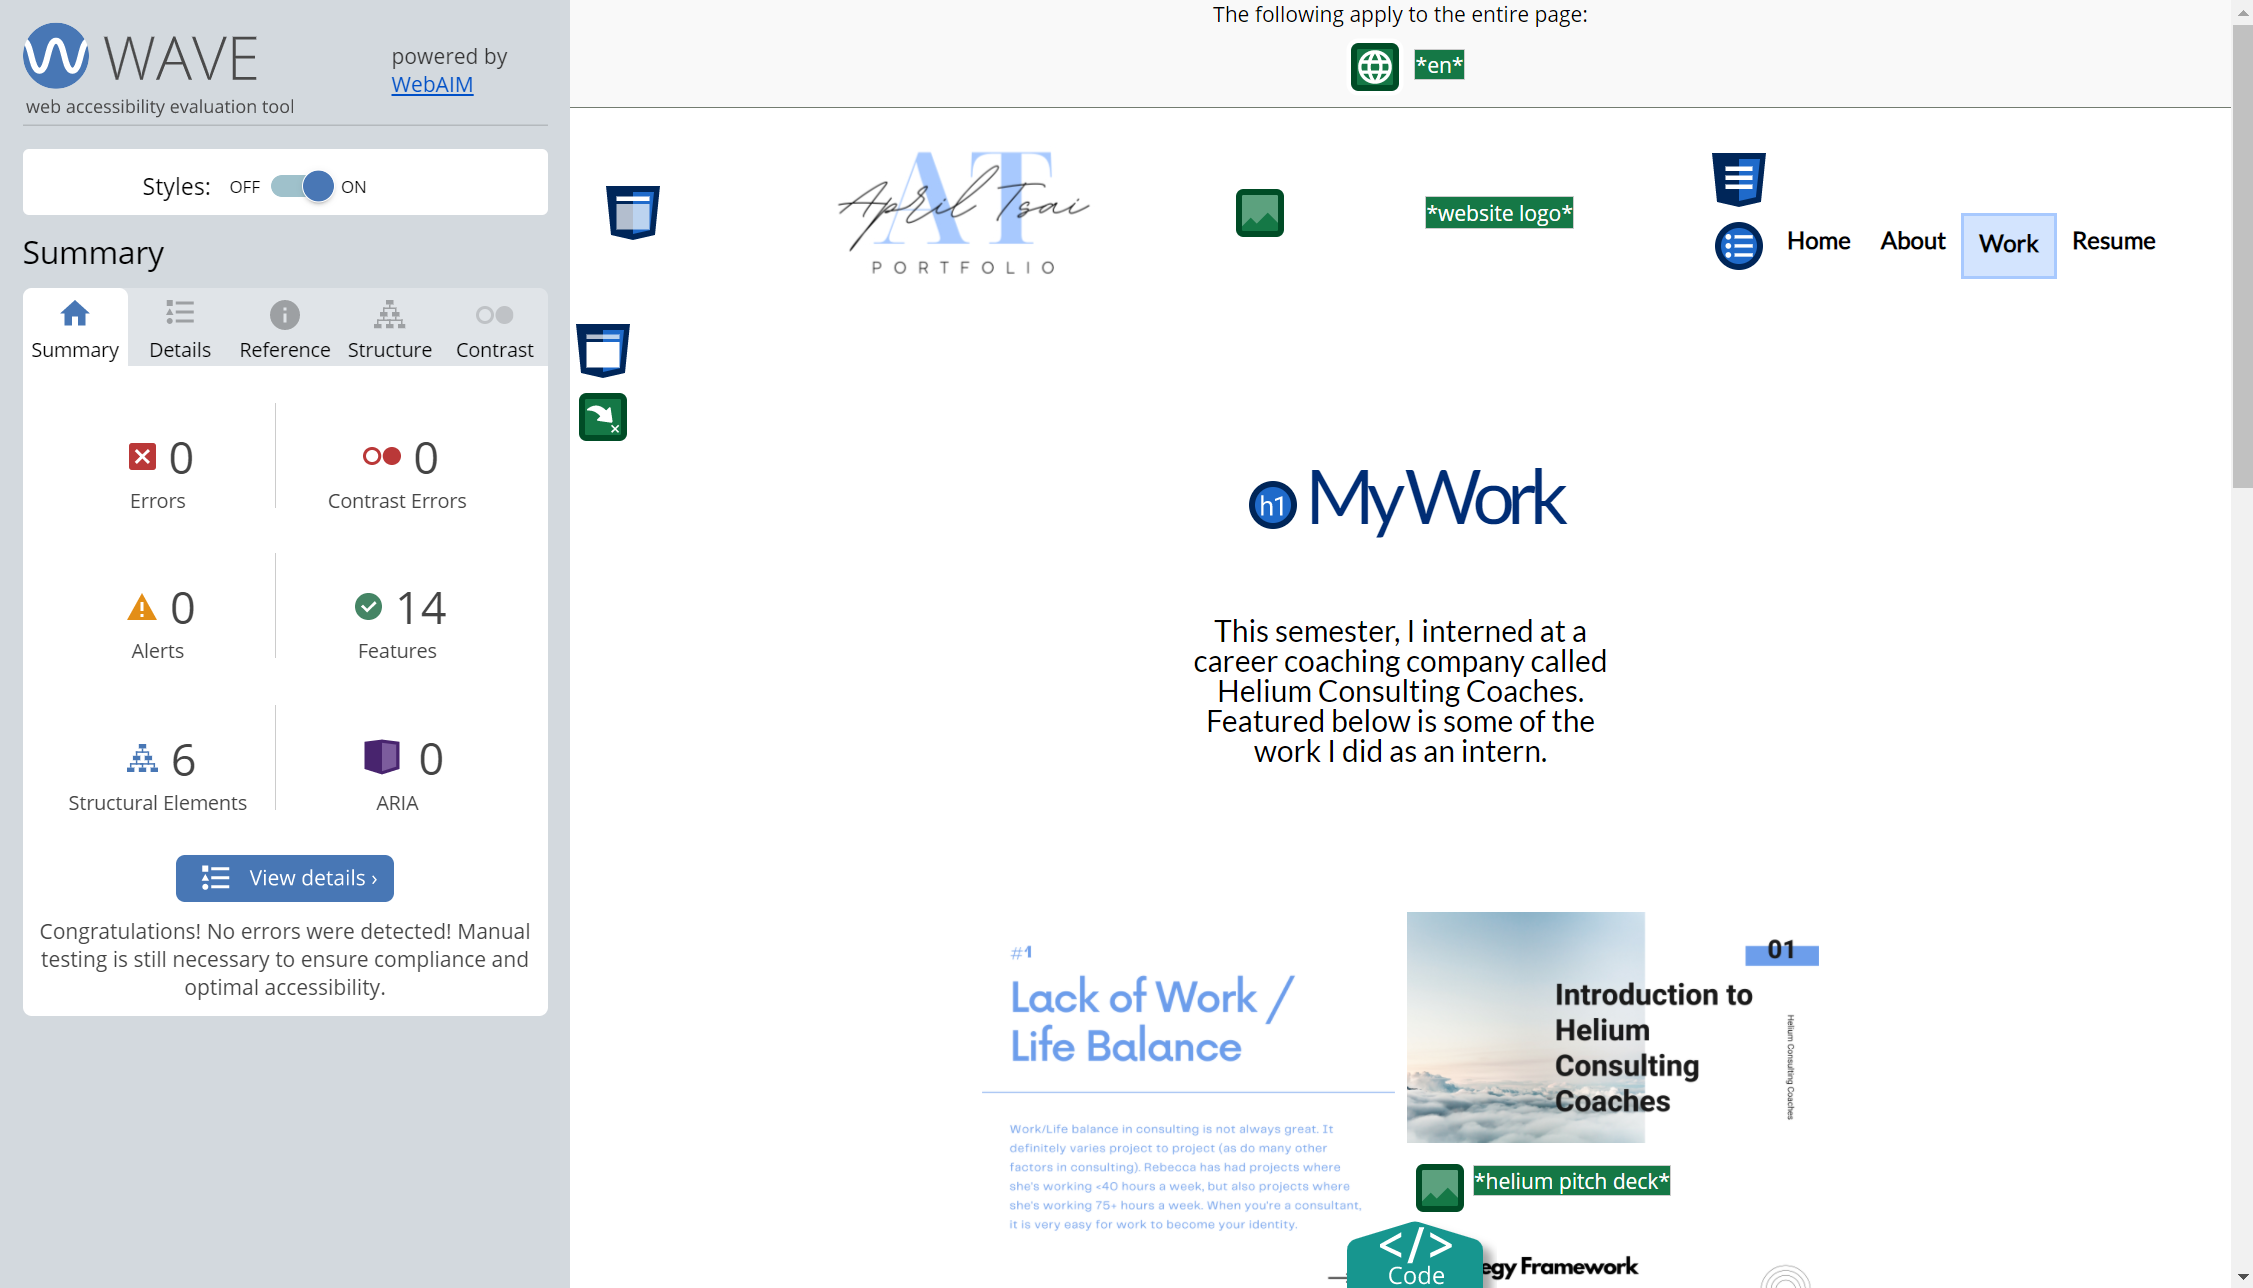 WAVE
web accessibility evaluation tool
powered by
WebAIM
Styles: OFF ON
Summary
Summary
Details
Reference
Structure
Contrast
0
Errors
0
Contrast Errors
0
Alerts
14
Features
6
Structural Elements
0
ARIA
View details ›
Congratulations! No errors were detected! Manual
testing is still necessary to ensure compliance and
optimal accessibility.
The following apply to the entire page:
*en*
AT
April Tsai
PORTFOLIO
*website logo*
Home
About
Work
Resume
h1
My Work
This semester, I interned at a
career coaching company called
Helium Consulting Coaches.
Featured below is some of the
work I did as an intern.
#1
Lack of Work /
Life Balance
Work/Life balance in consulting is not always great. It
definitely varies project to project (as do many other
factors in consulting). Rebecca has had projects where
she's working <40 hours a week, but also projects where
she's working 75+ hours a week. When you're a consultant,
it is very easy for work to become your identity.
01
Introduction to
Helium
Consulting
Coaches
Helium Consulting Coaches
*helium pitch deck*
</>
Code
egy Framework